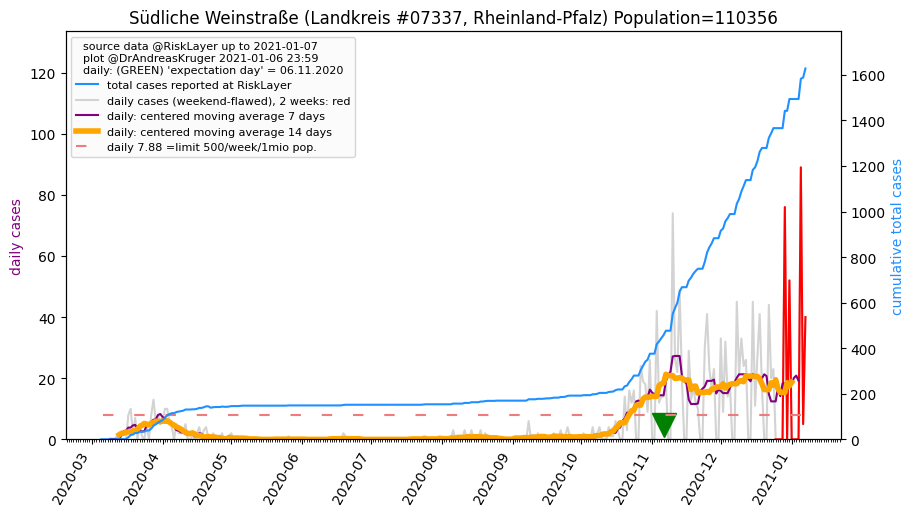 Südliche Weinstraße (Landkreis #07337, Rheinland-Pfalz) Population=110356
source data @RiskLayer up to 2021-01-07
plot @DrAndreasKruger 2021-01-06 23:59
daily: (GREEN) 'expectation day' = 06.11.2020
total cases reported at RiskLayer
daily cases (weekend-flawed), 2 weeks: red
daily: centered moving average 7 days
daily: centered moving average 14 days
daily 7.88 =limit 500/week/1mio pop.
daily cases
120
100
80
60
40
20
0
cumulative total cases
1600
1400
1200
1000
800
600
400
200
0
2020-03
2020-04
2020-05
2020-06
2020-07
2020-08
2020-09
2020-10
2020-11
2020-12
2021-01